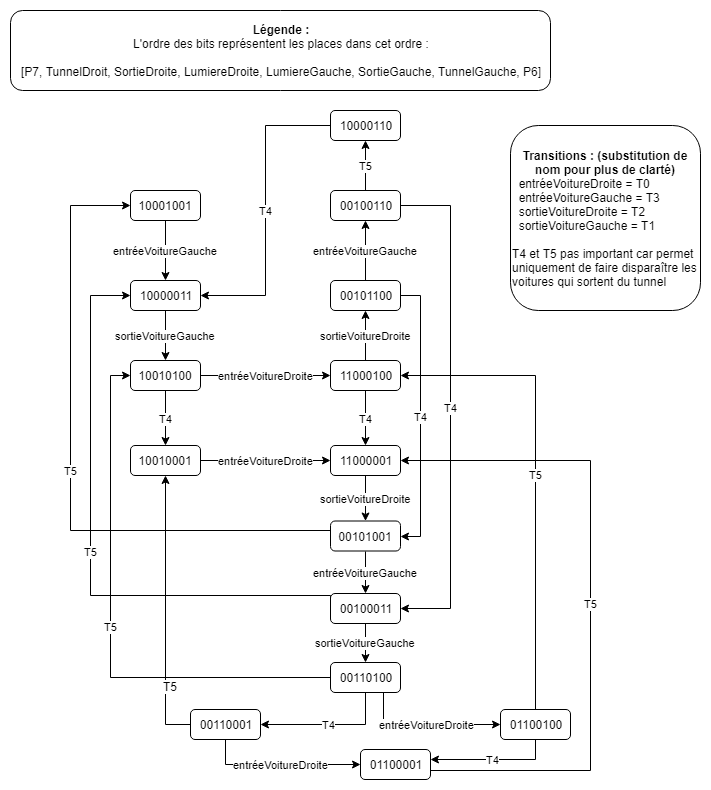 Légende :
L'ordre des bits représentent les places dans cet ordre :
[P7, TunnelDroit, SortieDroite, LumiereDroite, LumiereGauche, SortieGauche, TunnelGauche, P6]
10000110
Transitions : (substitution de
nom pour plus de clarté)
entréeVoitureDroite = T0
entréeVoitureGauche = T3
sortieVoitureDroite = T2
sortieVoitureGauche = T1
T4 et T5 pas important car permet
uniquement de faire disparaître les
voitures qui sortent du tunnel
T5
10001001
T4
00100110
entréeVoitureGauche
entréeVoitureGauche
10000011
00101100
sortieVoitureGauche
sortieVoitureDroite
10010100
entréeVoitureDroite
11000100
T4
T4
T4
T4
10010001
entréeVoitureDroite
11000001
T5
T5
sortieVoitureDroite
00101001
T5
entréeVoitureGauche
00100011
T5
T5
sortieVoitureGauche
00110100
T5
00110001
T4
entréeVoitureDroite
01100100
entréeVoitureDroite
01100001
T4